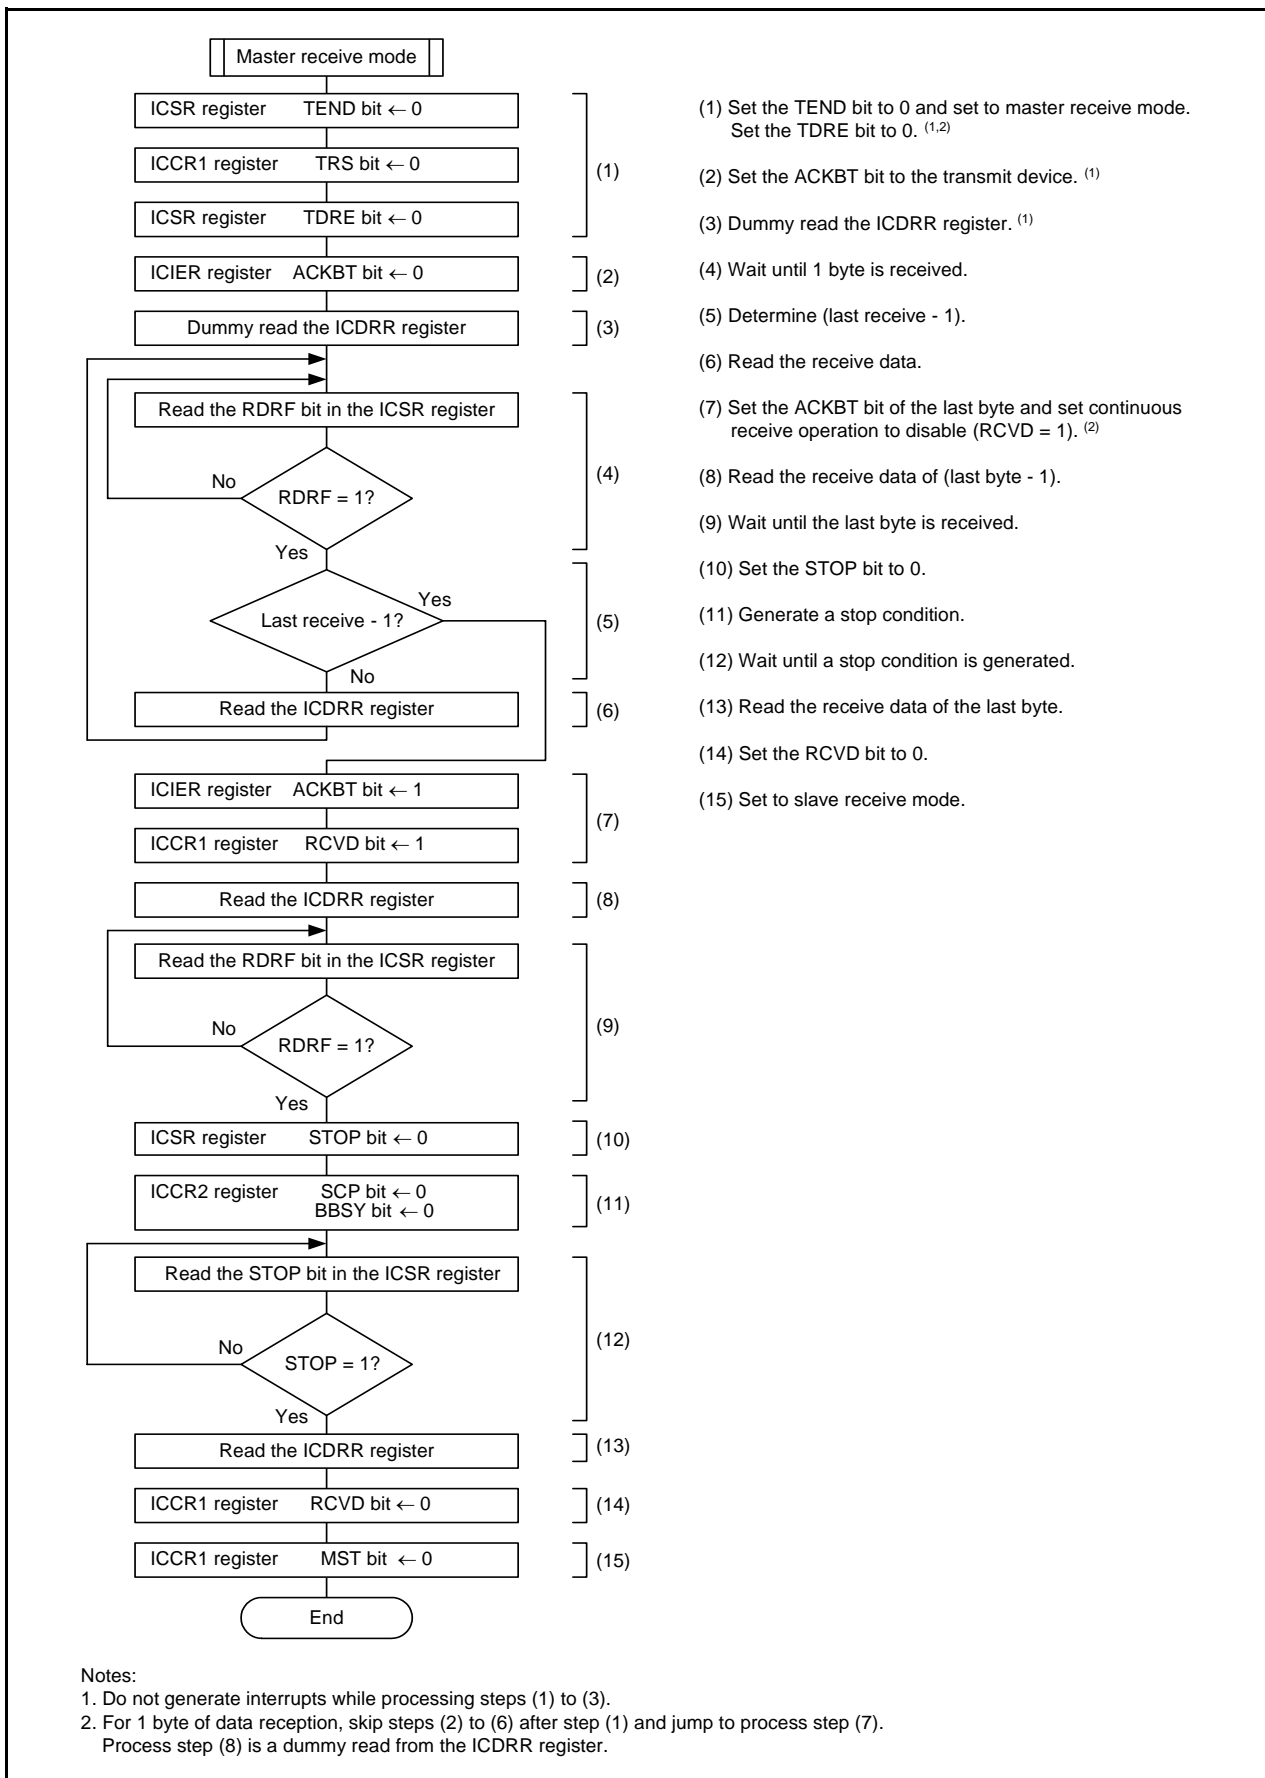 Master receive mode
ICSR register TEND bit ← 0
ICCR1 register TRS bit ← 0
ICSR register TDRE bit ← 0
(1)
ICIER register ACKBT bit ← 0
(2)
Dummy read the ICDRR register
(3)
Read the RDRF bit in the ICSR register
No
RDRF = 1?
(4)
Yes
Last receive - 1?
Yes
(5)
No
Read the ICDRR register
(6)
ICIER register ACKBT bit ← 1
ICCR1 register RCVD bit ← 1
(7)
Read the ICDRR register
(8)
Read the RDRF bit in the ICSR register
No
RDRF = 1?
(9)
Yes
ICSR register STOP bit ← 0
(10)
ICCR2 register SCP bit ← 0
BBSY bit ← 0
(11)
Read the STOP bit in the ICSR register
No
STOP = 1?
(12)
Yes
Read the ICDRR register
(13)
ICCR1 register RCVD bit ← 0
(14)
ICCR1 register MST bit ← 0
(15)
End
(1) Set the TEND bit to 0 and set to master receive mode.
Set the TDRE bit to 0. (1,2)
(2) Set the ACKBT bit to the transmit device. (1)
(3) Dummy read the ICDRR register. (1)
(4) Wait until 1 byte is received.
(5) Determine (last receive - 1).
(6) Read the receive data.
(7) Set the ACKBT bit of the last byte and set continuous
receive operation to disable (RCVD = 1). (2)
(8) Read the receive data of (last byte - 1).
(9) Wait until the last byte is received.
(10) Set the STOP bit to 0.
(11) Generate a stop condition.
(12) Wait until a stop condition is generated.
(13) Read the receive data of the last byte.
(14) Set the RCVD bit to 0.
(15) Set to slave receive mode.
Notes:
1. Do not generate interrupts while processing steps (1) to (3).
2. For 1 byte of data reception, skip steps (2) to (6) after step (1) and jump to process step (7).
Process step (8) is a dummy read from the ICDRR register.